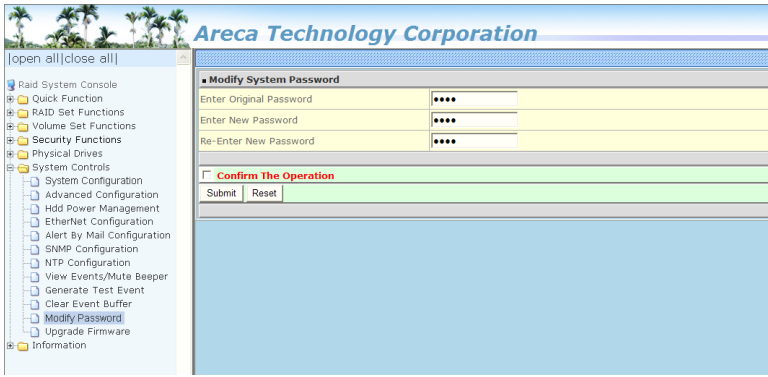 Areca Technology Corporation
|open all|close all|
Raid System Console
Quick Function
RAID Set Functions
Volume Set Functions
Security Functions
Physical Drives
System Controls
System Configuration
Advanced Configuration
Hdd Power Management
EtherNet Configuration
Alert By Mail Configuration
SNMP Configuration
NTP Configuration
View Events/Mute Beeper
Generate Test Event
Clear Event Buffer
Modify Password
Upgrade Firmware
Information
Modify System Password
Enter Original Password ••••
Enter New Password ••••
Re-Enter New Password ••••
Confirm The Operation
Submit Reset